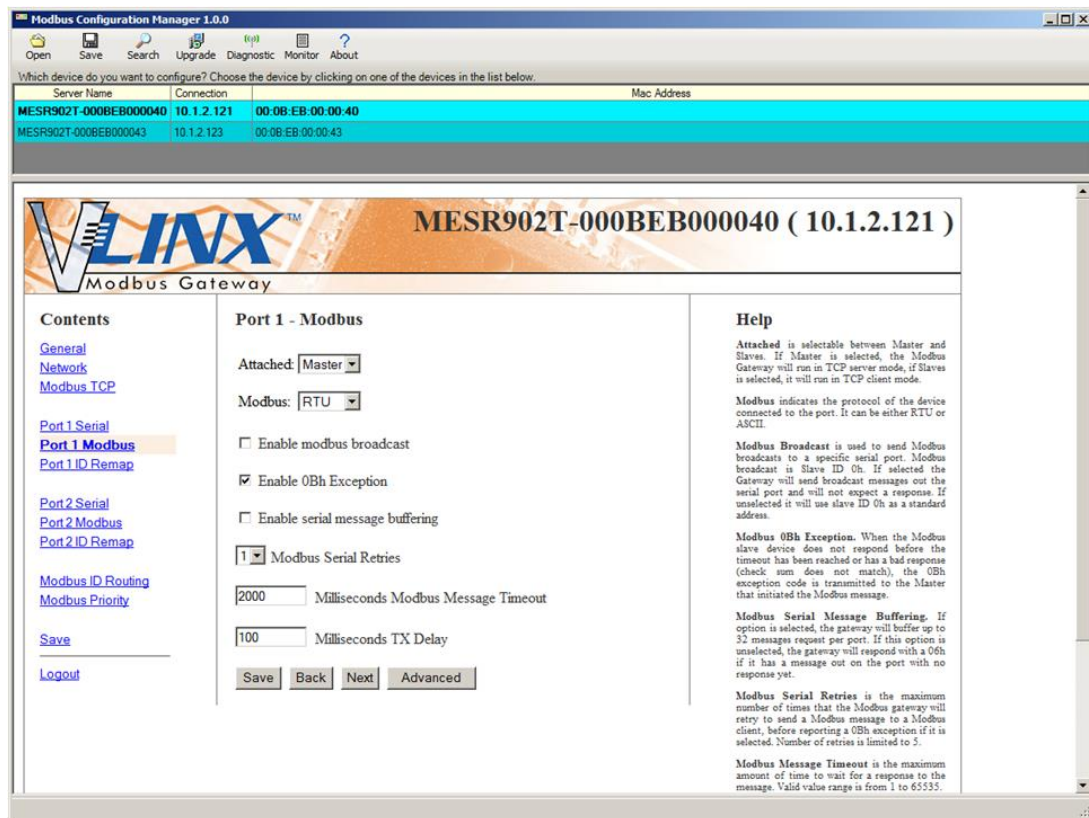 Modbus Configuration Manager 1.0.0
Open Save Search Upgrade Diagnostic Monitor About
Which device do you want to configure? Choose the device by clicking on one of the devices in the list below.
Server Name Connection Mac Address
MESR902T-000BEB000040 10.1.2.121 00:0B:EB:00:00:40
MESR902T-000BEB000043 10.1.2.123 00:0B:EB:00:00:43
VLINX™
Modbus Gateway
MESR902T-000BEB000040 ( 10.1.2.121 )
Contents
General
Network
Modbus TCP
Port 1 Serial
Port 1 Modbus
Port 1 ID Remap
Port 2 Serial
Port 2 Modbus
Port 2 ID Remap
Modbus ID Routing
Modbus Priority
Save
Logout
Port 1 - Modbus
Attached: Master
Modbus: RTU
Enable modbus broadcast
Enable 0Bh Exception
Enable serial message buffering
1 Modbus Serial Retries
2000 Milliseconds Modbus Message Timeout
100 Milliseconds TX Delay
Save Back Next Advanced
Help
Attached is selectable between Master and
Slaves. If Master is selected, the Modbus
Gateway will run in TCP server mode, if Slaves
is selected, it will run in TCP client mode.
Modbus indicates the protocol of the device
connected to the port. It can be either RTU or
ASCII.
Modbus Broadcast is used to send Modbus
broadcasts to a specific serial port. Modbus
broadcast is Slave ID 0h. If selected the
Gateway will send broadcast messages out the
serial port and will not expect a response. If
unselected it will use slave ID 0h as a standard
address.
Modbus 0Bh Exception. When the Modbus
slave device does not respond before the
timeout has been reached or has a bad response
(check sum does not match), the 0Bh
exception code is transmitted to the Master
that initiated the Modbus message.
Modbus Serial Message Buffering. If
option is selected, the gateway will buffer up to
32 messages request per port. If this option is
unselected, the gateway will respond with a 06h
if it has a message out on the port with no
response yet.
Modbus Serial Retries is the maximum
number of times that the Modbus gateway will
retry to send a Modbus message to a Modbus
client, before reporting a 0Bh exception if it is
selected. Number of retries is limited to 5.
Modbus Message Timeout is the maximum
amount of time to wait for a response to the
message. Valid value range is from 1 to 65535.